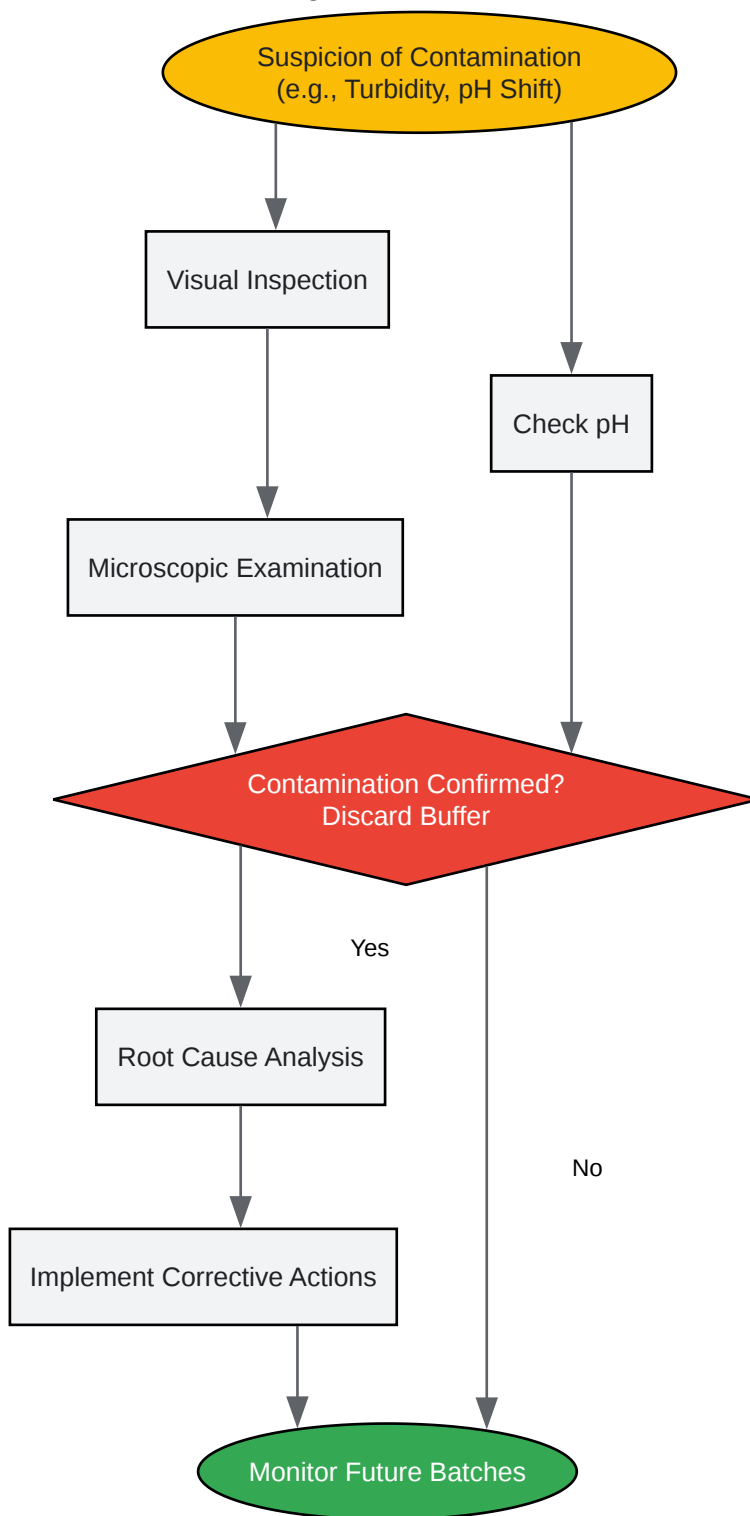 Suspicion of Contamination
(e.g., Turbidity, pH Shift)
Visual Inspection
Check pH
Microscopic Examination
Contamination Confirmed?
Discard Buffer
Yes
Root Cause Analysis
No
Implement Corrective Actions
Monitor Future Batches